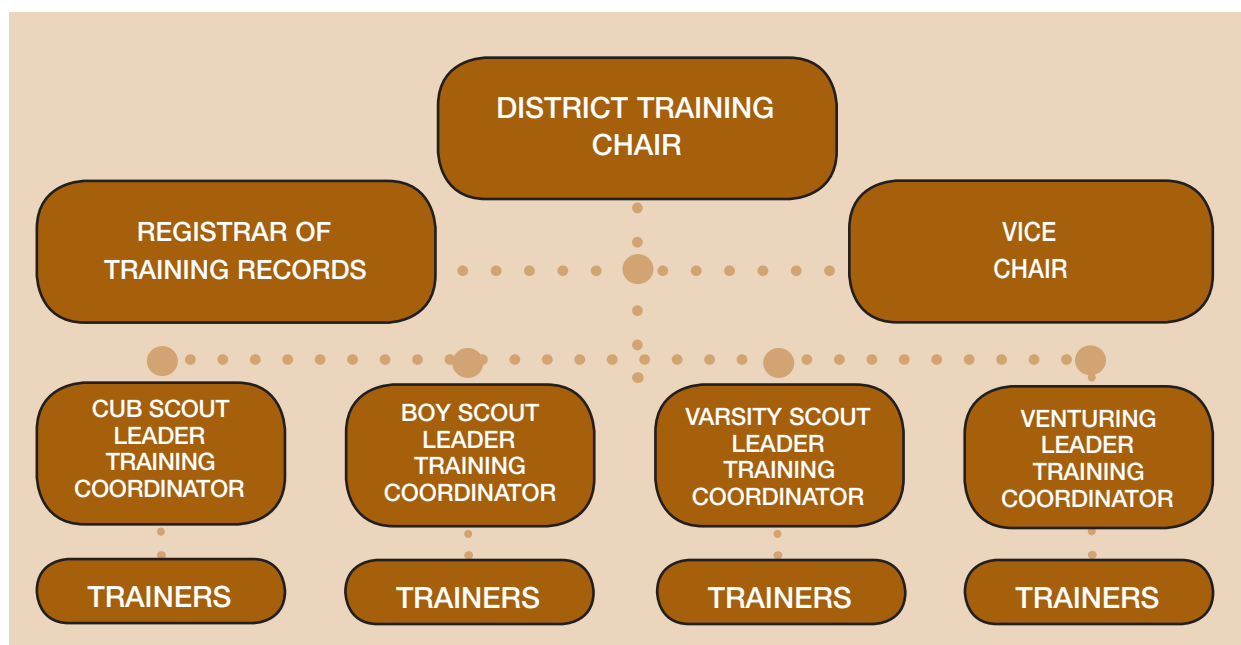 DISTRICT TRAINING
CHAIR
REGISTRAR OF
TRAINING RECORDS
VICE
CHAIR
CUB SCOUT
LEADER
TRAINING
COORDINATOR
BOY SCOUT
LEADER
TRAINING
COORDINATOR
VARSITY SCOUT
LEADER
TRAINING
COORDINATOR
VENTURING
LEADER
TRAINING
COORDINATOR
TRAINERS
TRAINERS
TRAINERS
TRAINERS